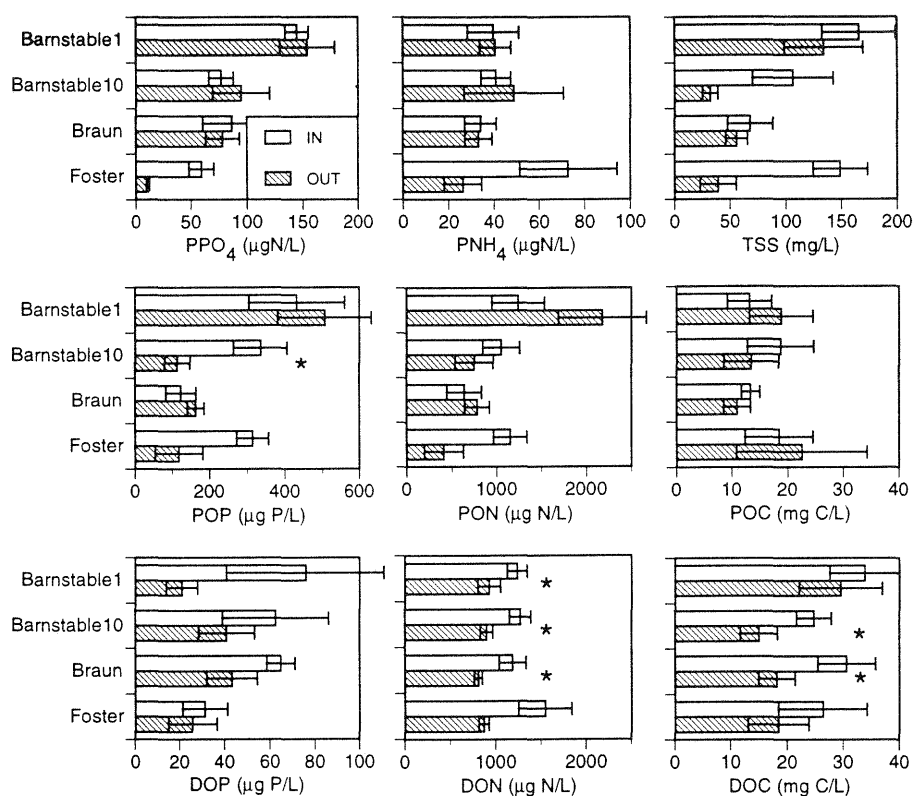 Barnstable1
Barnstable10
Braun
Foster
IN
OUT
0 50 100 150 200
PPO4 (µgN/L)
0 20 40 60 80 100
PNH4 (µgN/L)
0 50 100 150 200
TSS (mg/L)
Barnstable1
Barnstable10
Braun
Foster
*
0 200 400 600
POP (µg P/L)
0 1000 2000
PON (µg N/L)
0 10 20 30 40
POC (mg C/L)
Barnstable1
Barnstable10
Braun
Foster
*
*
*
*
*
0 20 40 60 80 100
DOP (µg P/L)
0 1000 2000
DON (µg N/L)
0 10 20 30 40
DOC (mg C/L)